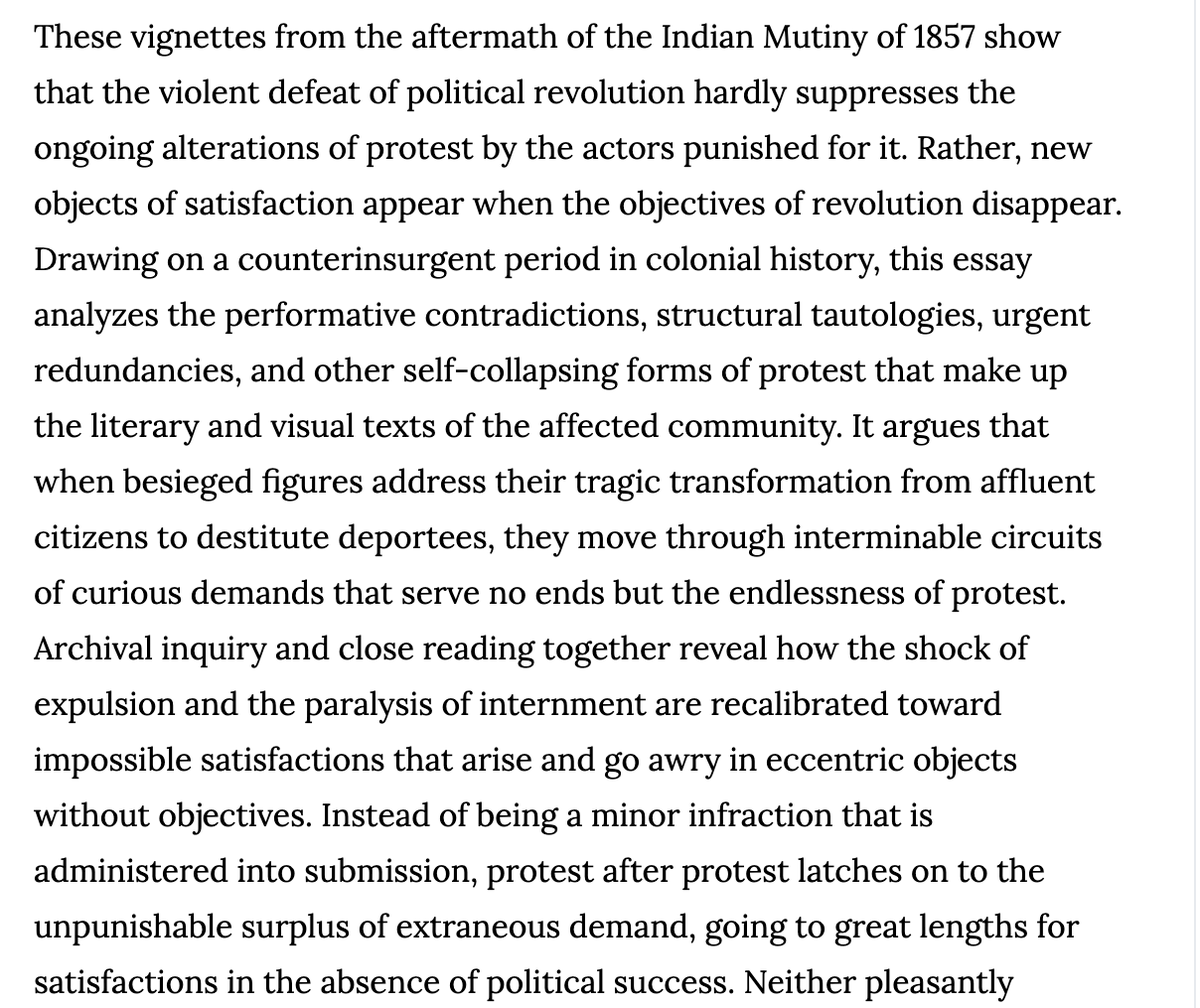 These vignettes from the aftermath of the Indian Mutiny of 1857 show
that the violent defeat of political revolution hardly suppresses the
ongoing alterations of protest by the actors punished for it. Rather, new
objects of satisfaction appear when the objectives of revolution disappear.
Drawing on a counterinsurgent period in colonial history, this essay
analyzes the performative contradictions, structural tautologies, urgent
redundancies, and other self-collapsing forms of protest that make up
the literary and visual texts of the affected community. It argues that
when besieged figures address their tragic transformation from affluent
citizens to destitute deportees, they move through interminable circuits
of curious demands that serve no ends but the endlessness of protest.
Archival inquiry and close reading together reveal how the shock of
expulsion and the paralysis of internment are recalibrated toward
impossible satisfactions that arise and go awry in eccentric objects
without objectives. Instead of being a minor infraction that is
administered into submission, protest after protest latches on to the
unpunishable surplus of extraneous demand, going to great lengths for
satisfactions in the absence of political success. Neither pleasantly